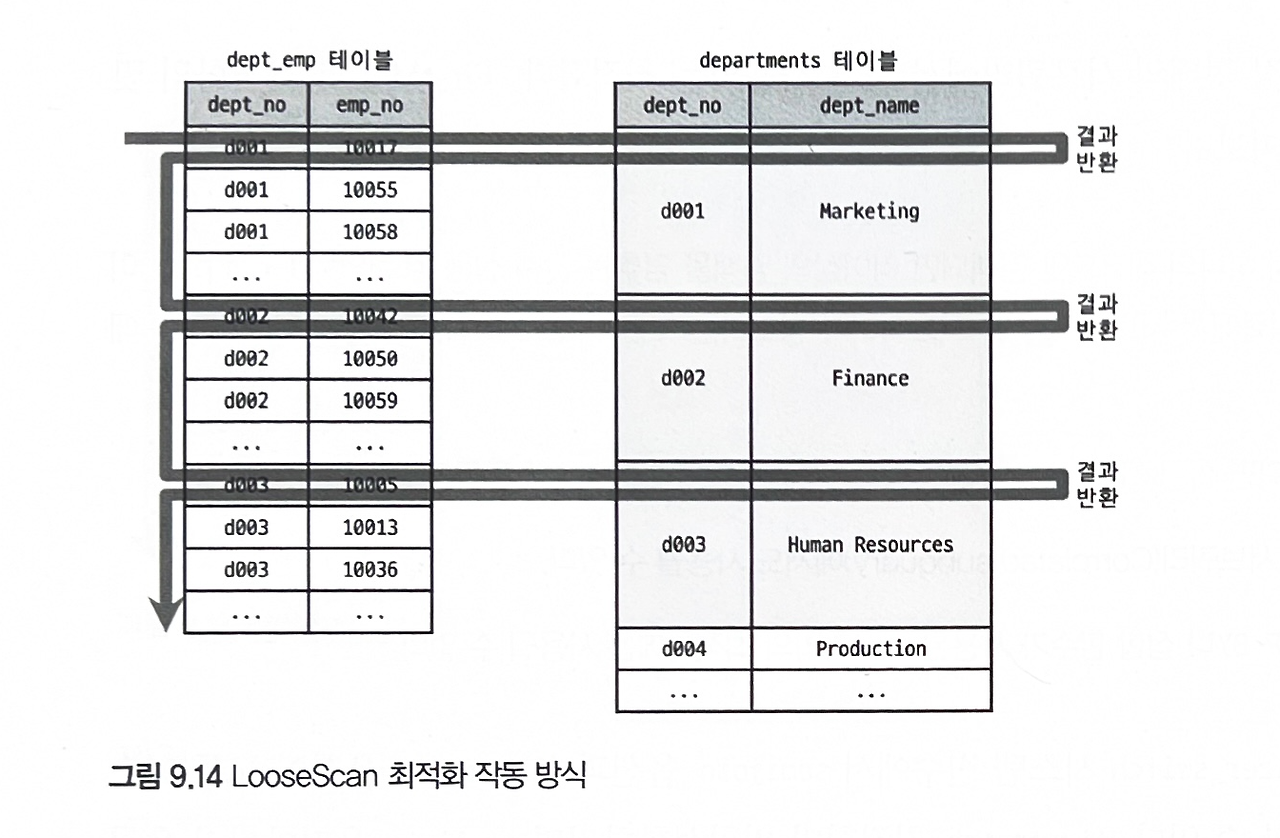 dept_emp 테이블
dept_no emp_no
d001 10017
d001 10055
d001 10058
... ...
d002 10042
d002 10050
d002 10059
... ...
d003 10005
d003 10013
d003 10036
... ...
departments 테이블
dept_no dept_name
d001 Marketing
d002 Finance
d003 Human Resources
d004 Production
... ...
결과
반환
결과
반환
결과
반환
그림 9.14 LooseScan 최적화 작동 방식